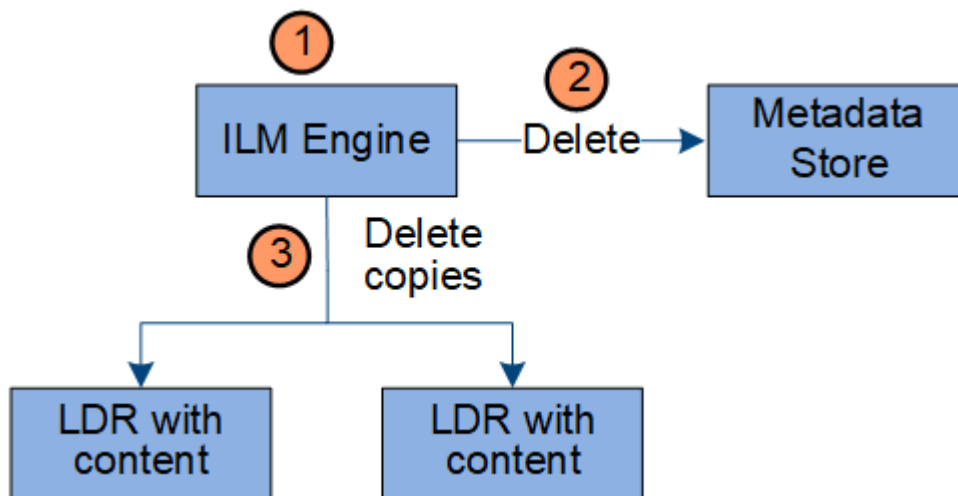 1
2
ILM Engine
Delete
Metadata
Store
3
Delete
copies
LDR with
content
LDR with
content